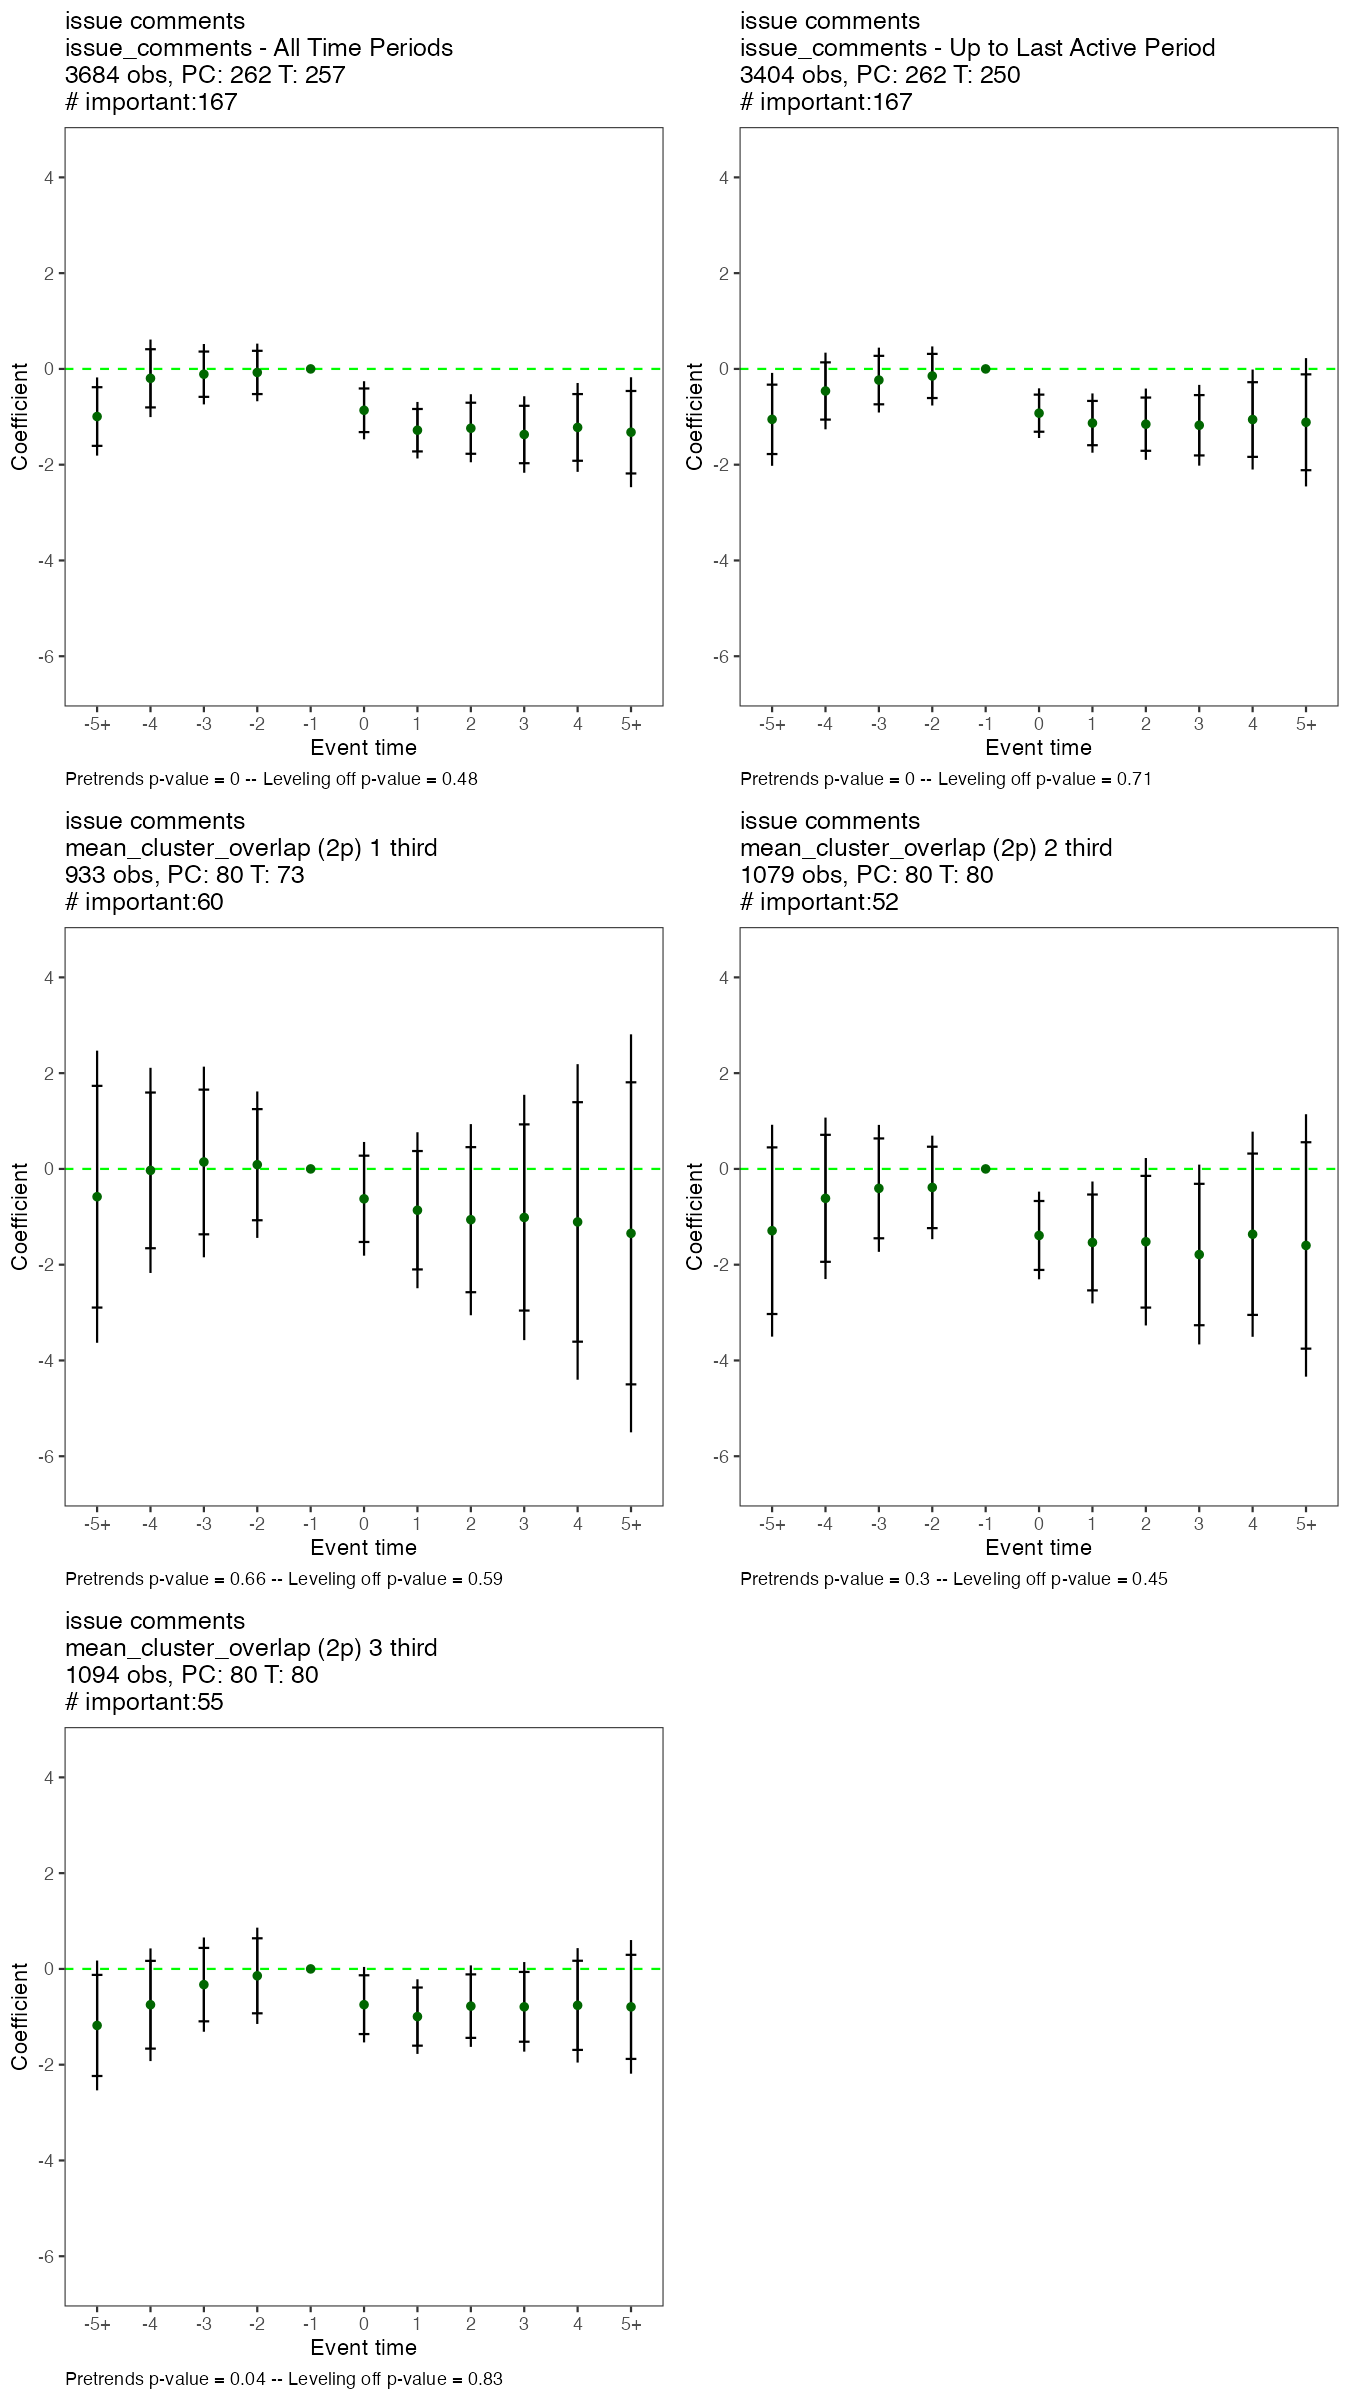 issue comments
issue_comments - All Time Periods
3684 obs, PC: 262 T: 257
# important:167
4
2
0
-2
-4
-6
Coefficient
-5+ -4 -3 -2 -1 0 1 2 3 4 5+
Event time
Pretrends p-value = 0 -- Leveling off p-value = 0.48
issue comments
issue_comments - Up to Last Active Period
3404 obs, PC: 262 T: 250
# important:167
4
2
0
-2
-4
-6
Coefficient
-5+ -4 -3 -2 -1 0 1 2 3 4 5+
Event time
Pretrends p-value = 0 -- Leveling off p-value = 0.71
issue comments
mean_cluster_overlap (2p) 1 third
933 obs, PC: 80 T: 73
# important:60
4
2
0
-2
-4
-6
Coefficient
-5+ -4 -3 -2 -1 0 1 2 3 4 5+
Event time
Pretrends p-value = 0.66 -- Leveling off p-value = 0.59
issue comments
mean_cluster_overlap (2p) 2 third
1079 obs, PC: 80 T: 80
# important:52
4
2
0
-2
-4
-6
Coefficient
-5+ -4 -3 -2 -1 0 1 2 3 4 5+
Event time
Pretrends p-value = 0.3 -- Leveling off p-value = 0.45
issue comments
mean_cluster_overlap (2p) 3 third
1094 obs, PC: 80 T: 80
# important:55
4
2
0
-2
-4
-6
Coefficient
-5+ -4 -3 -2 -1 0 1 2 3 4 5+
Event time
Pretrends p-value = 0.04 -- Leveling off p-value = 0.83